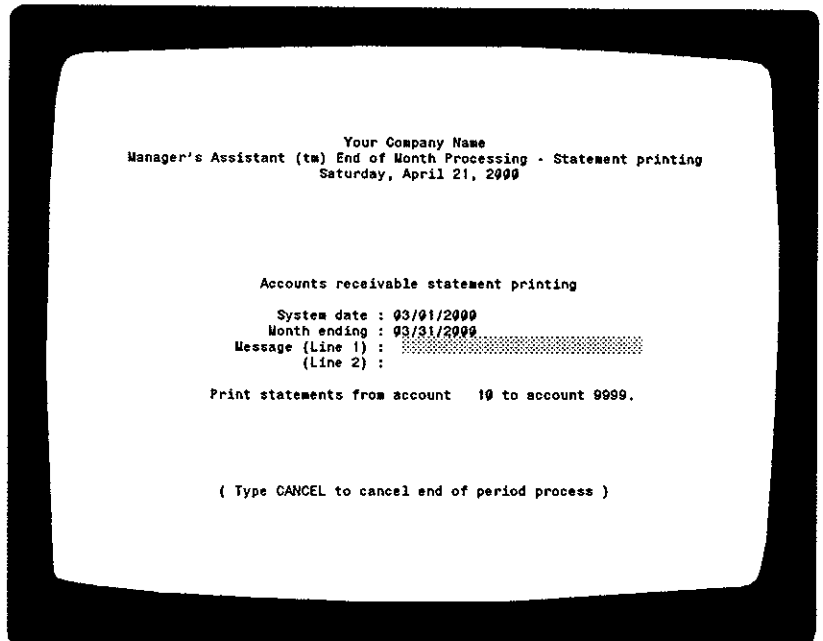 Your Company Name
Manager's Assistant (tm) End of Month Processing - Statement printing
Saturday, April 21, 2000
Accounts receivable statement printing
System date : 03/01/2000
Month ending : 03/31/2000
Message (Line 1) :
(Line 2) :
Print statements from account 10 to account 9999.
( Type CANCEL to cancel end of period process )